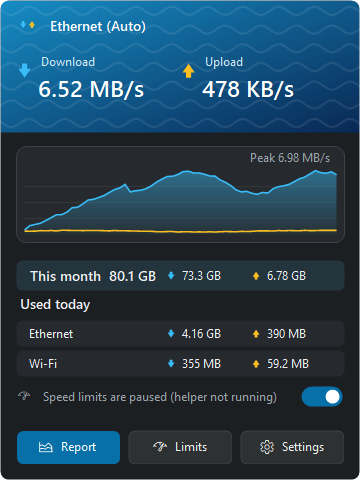 Ethernet (Auto)
Download Upload
6.52 MB/s 478 KB/s
Peak 6.98 MB/s
This month 80.1 GB 73.3 GB 6.78 GB
Used today
Ethernet 4.16 GB 390 MB
Wi-Fi 355 MB 59.2 MB
Speed limits are paused (helper not running)
Report Limits Settings